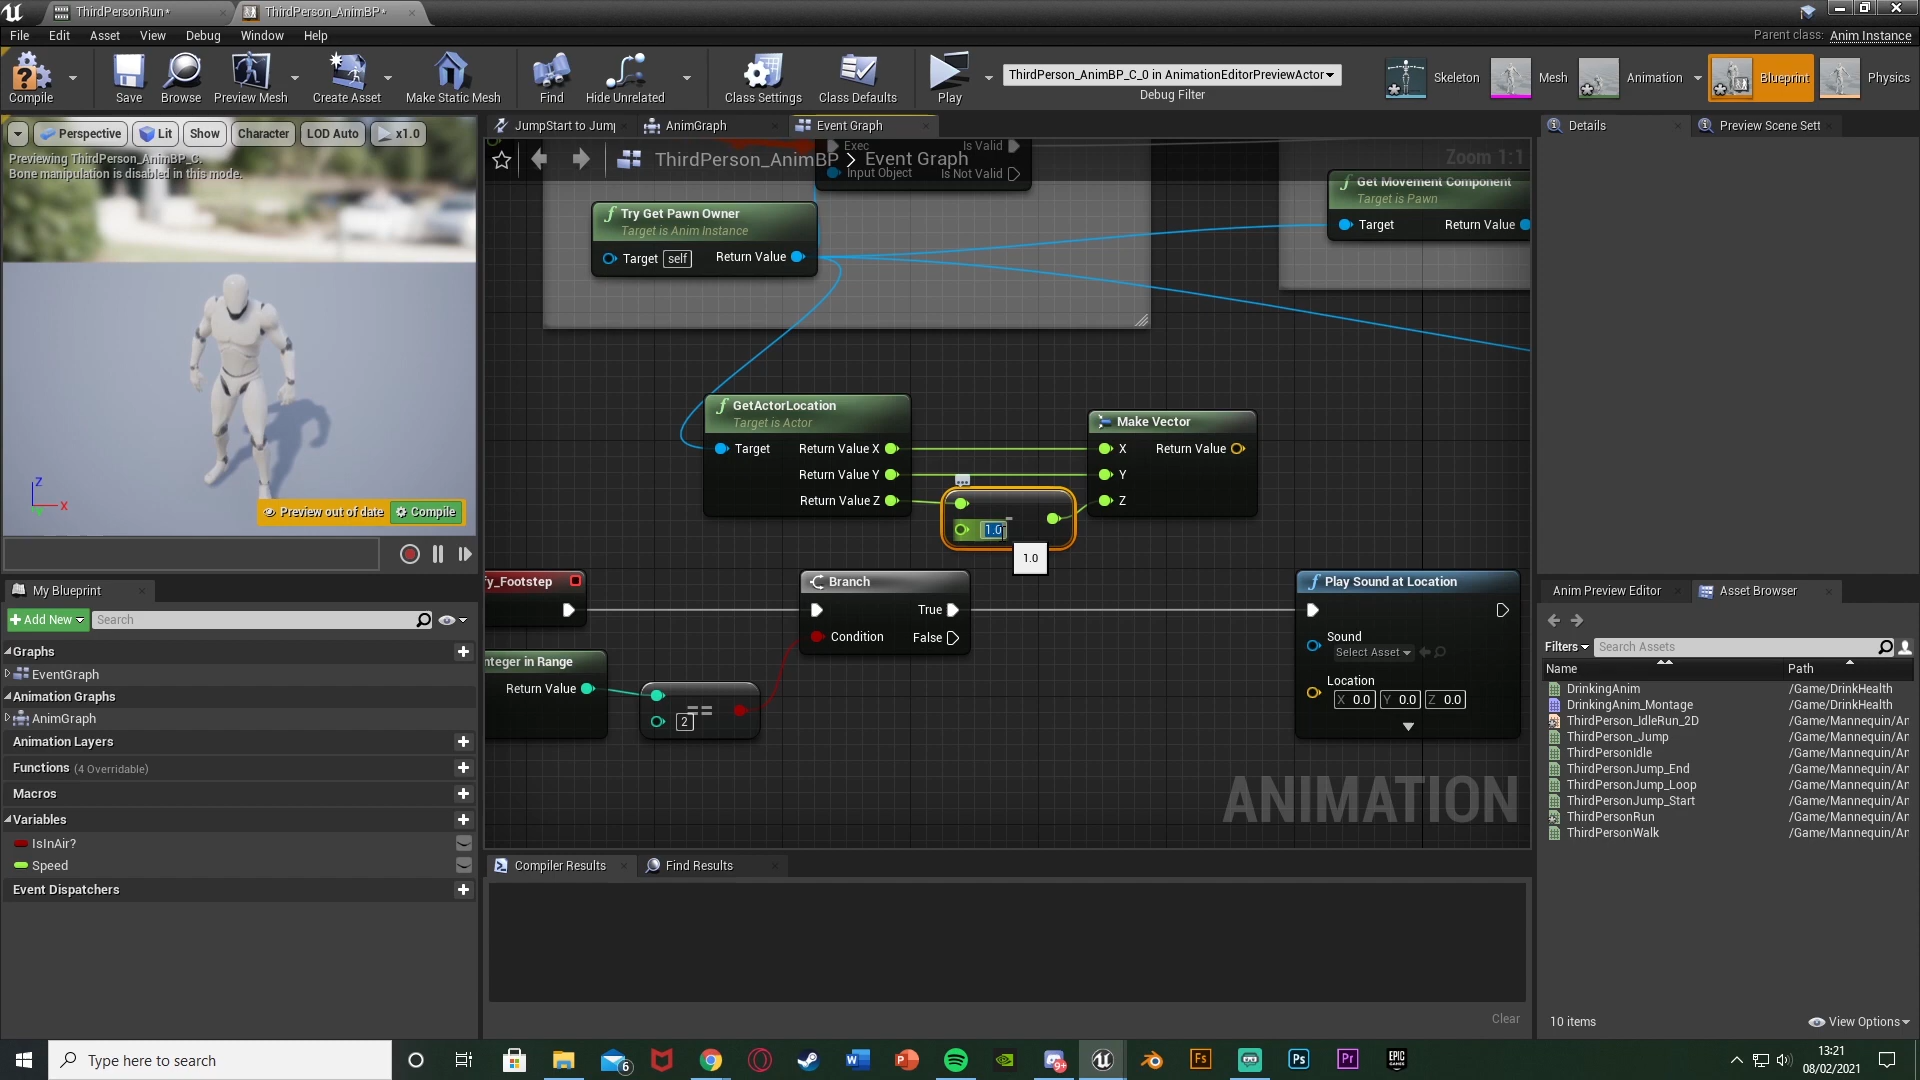 ThirdPersonRun*
ThirdPerson_AnimBP*
File Edit Asset View Debug Window Help
Parent class: Anim Instance
Compile
Save
Browse
Preview Mesh
Create Asset
Make Static Mesh
Find
Hide Unrelated
Class Settings
Class Defaults
Play
ThirdPerson_AnimBP_C_0 in AnimationEditorPreviewActor
Debug Filter
Skeleton
Mesh
Animation
Blueprint
Physics
Perspective Lit Show Character LOD Auto x1.0
Previewing ThirdPerson_AnimBP_C.
Bone manipulation is disabled in this mode.
Z
X
Preview out of date Compile
JumpStart to Jump
AnimGraph
Event Graph
ThirdPerson_AnimBP > Event Graph
Zoom 1:1
Exec Is Valid
Input Object Is Not Valid
Try Get Pawn Owner
Target is Anim Instance
Target self Return Value
Get Movement Component
Target is Pawn
Target Return Value
GetActorLocation
Target is Actor
Target Return Value X
Return Value Y
Return Value Z
Make Vector
X Return Value
Y
Z
-
1.0
1.0
fy_Footstep
Branch
True
Condition False
Play Sound at Location
Sound
Select Asset
Location
X 0.0 Y 0.0 Z 0.0
nteger in Range
Return Value
==
2
ANIMATION
My Blueprint
Add New Search
Graphs
EventGraph
Animation Graphs
AnimGraph
Animation Layers
Functions (4 Overridable)
Macros
Variables
IsInAir?
Speed
Event Dispatchers
Compiler Results
Find Results
Clear
Details
Preview Scene Sett
Anim Preview Editor
Asset Browser
Filters Search Assets
Name Path
DrinkingAnim /Game/DrinkHealth
DrinkingAnim_Montage /Game/DrinkHealth
ThirdPerson_IdleRun_2D /Game/Mannequin/An
ThirdPerson_Jump /Game/Mannequin/An
ThirdPersonIdle /Game/Mannequin/An
ThirdPersonJump_End /Game/Mannequin/An
ThirdPersonJump_Loop /Game/Mannequin/An
ThirdPersonJump_Start /Game/Mannequin/An
ThirdPersonRun /Game/Mannequin/An
ThirdPersonWalk /Game/Mannequin/An
10 items
View Options
Type here to search
6
9+
Fs
Ps
Pr
EPIC
GAMES
13:21
08/02/2021